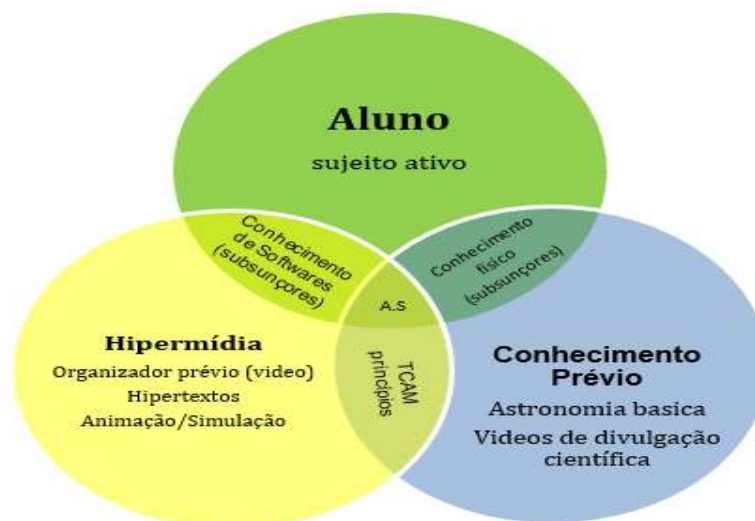 Aluno
sujeito ativo
Conhecimento
de Softwares
(subsunçores)
Conhecimento
físico
(subsunçores)
A.S
Hipermídia
Organizador prévio (video)
Hipertextos
Animação/Simulação
TCAM
princípios
Conhecimento
Prévio
Astronomia basica
Videos de divulgação
científica